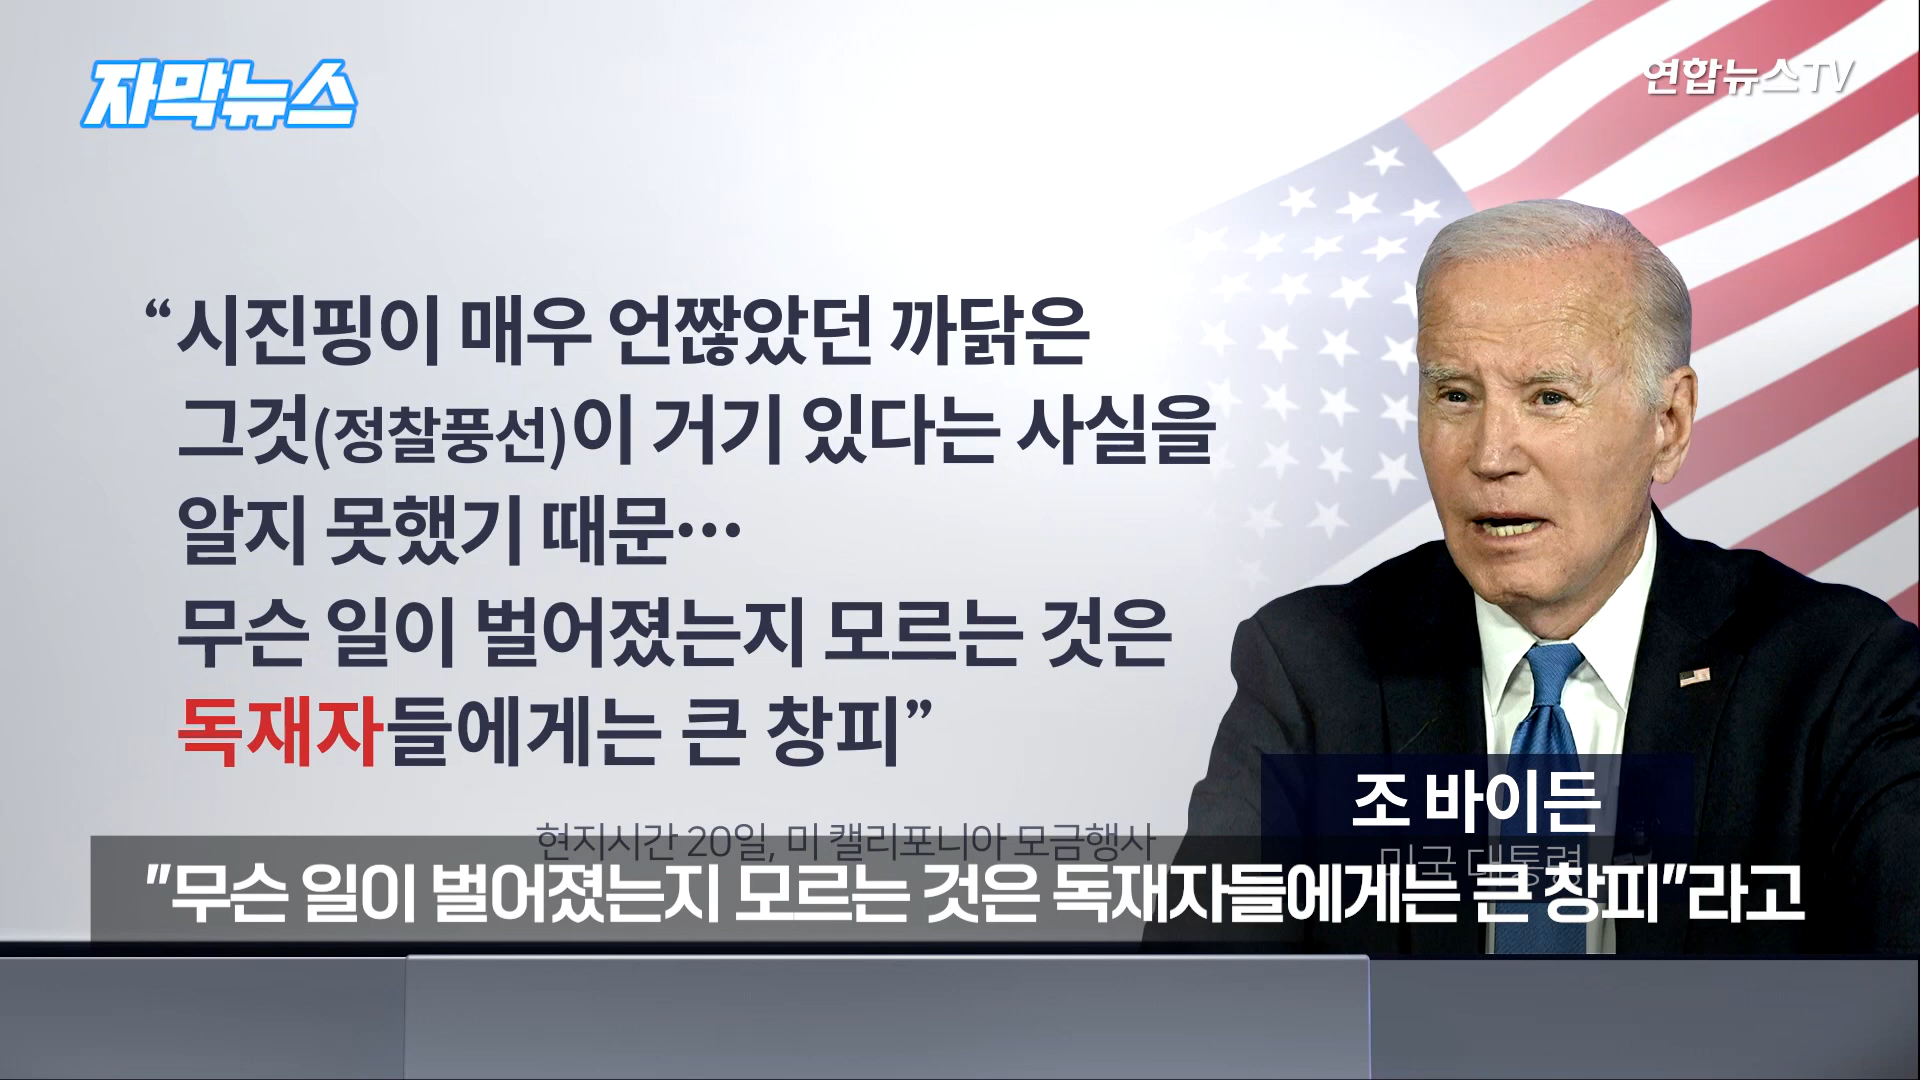 자막뉴스
연합뉴스TV
“시진핑이 매우 언짢았던 까닭은
그것(정찰풍선)이 거기 있다는 사실을
알지 못했기 때문…
무슨 일이 벌어졌는지 모르는 것은
독재자들에게는 큰 창피”
조 바이든
미국 대통령
현지시간 20일, 미 캘리포니아 모금행사
"무슨 일이 벌어졌는지 모르는 것은 독재자들에게는 큰 창피"라고